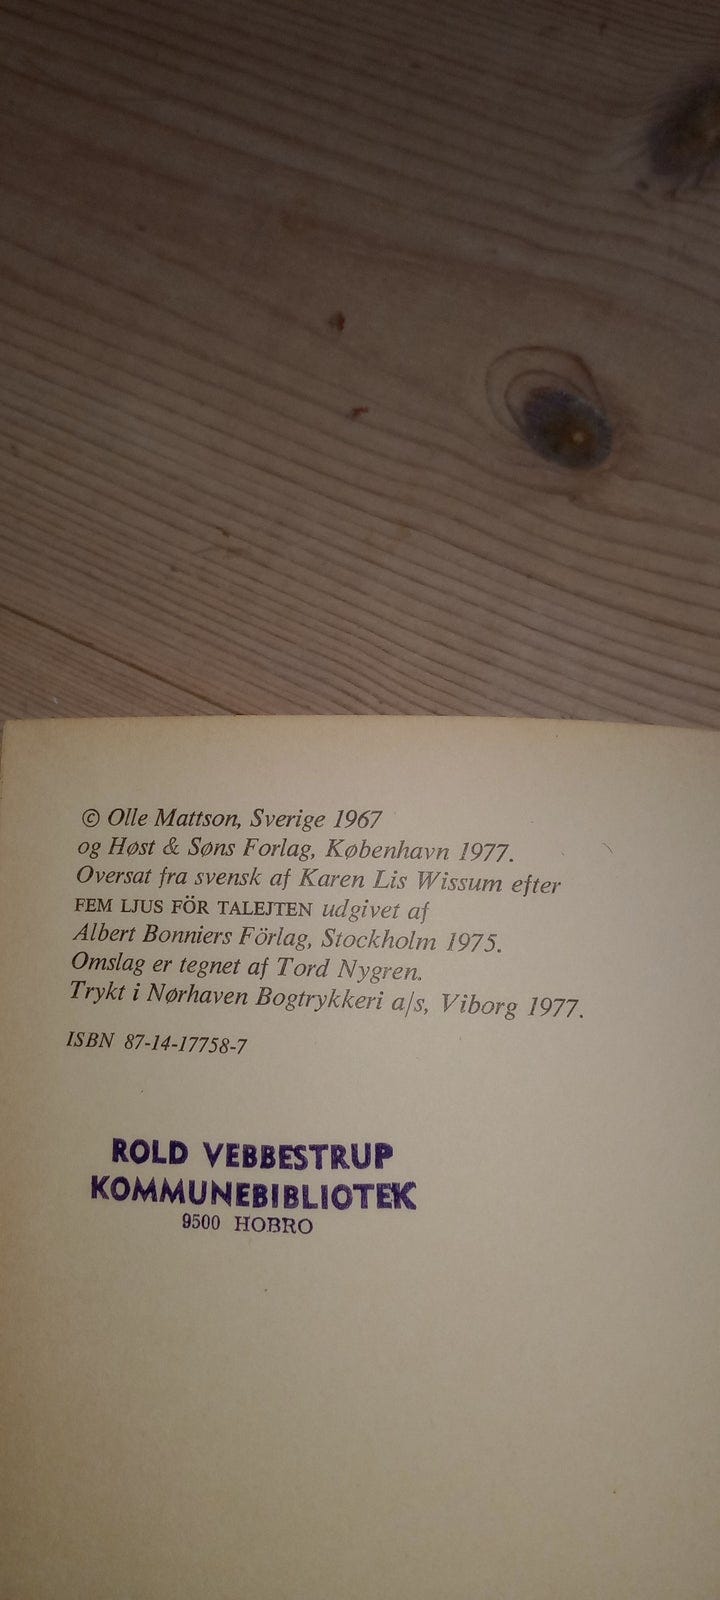 © Olle Mattson, Sverige 1967
og Høst & Søns Forlag, København 1977.
Oversat fra svensk af Karen Lis Wissum efter
FEM LJUS FÖR TALEJTEN udgivet af
Albert Bonniers Förlag, Stockholm 1975.
Omslag er tegnet af Tord Nygren.
Trykt i Nørhaven Bogtrykkeri a/s, Viborg 1977.
ISBN 87-14-17758-7
ROLD VEBBESTRUP
KOMMUNEBIBLIOTEK
9500 HOBRO